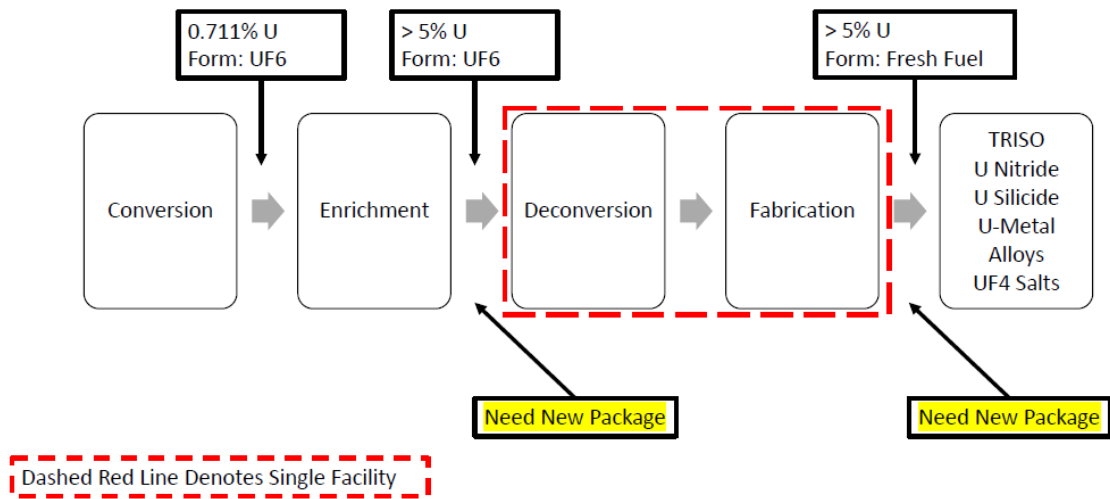 0.711% U
Form: UF6
> 5% U
Form: UF6
> 5% U
Form: Fresh Fuel
Conversion
Enrichment
Deconversion
Fabrication
TRISO
U Nitride
U Silicide
U-Metal
Alloys
UF4 Salts
Need New Package
Need New Package
Dashed Red Line Denotes Single Facility